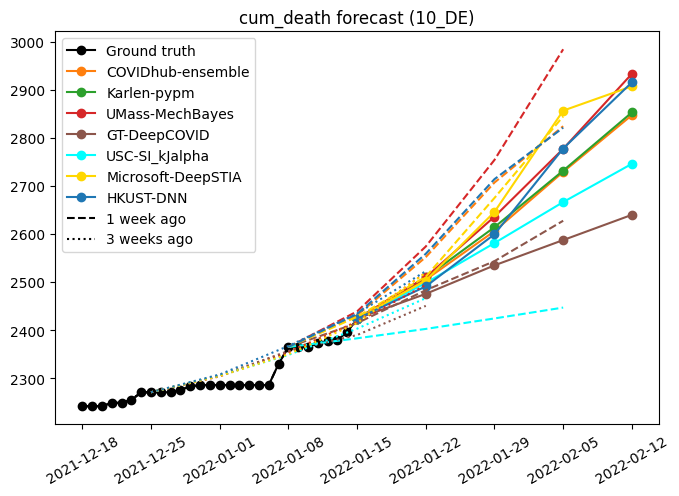 cum_death forecast (10_DE)
3000
2900
2800
2700
2600
2500
2400
2300
Ground truth
COVIDhub-ensemble
Karlen-pypm
UMass-MechBayes
GT-DeepCOVID
USC-SI_kJalpha
Microsoft-DeepSTIA
HKUST-DNN
1 week ago
3 weeks ago
2021-12-18
2021-12-25
2022-01-01
2022-01-08
2022-01-15
2022-01-22
2022-01-29
2022-02-05
2022-02-12